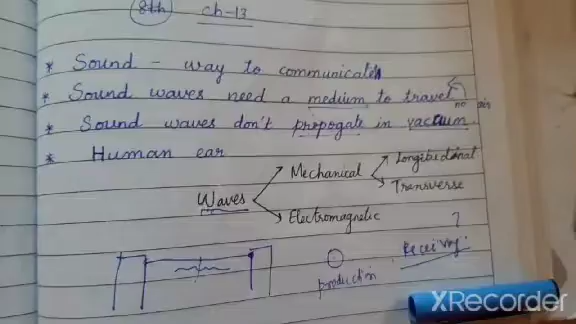 8th ch-13
* Sound - way to communicate
* Sound waves need a medium to travel
no air
* Sound waves don't propogate in vacuum
* Human ear
Mechanical Longitudinal
Transverse
Waves
Electromagnetic
production Receiving
XRecorder